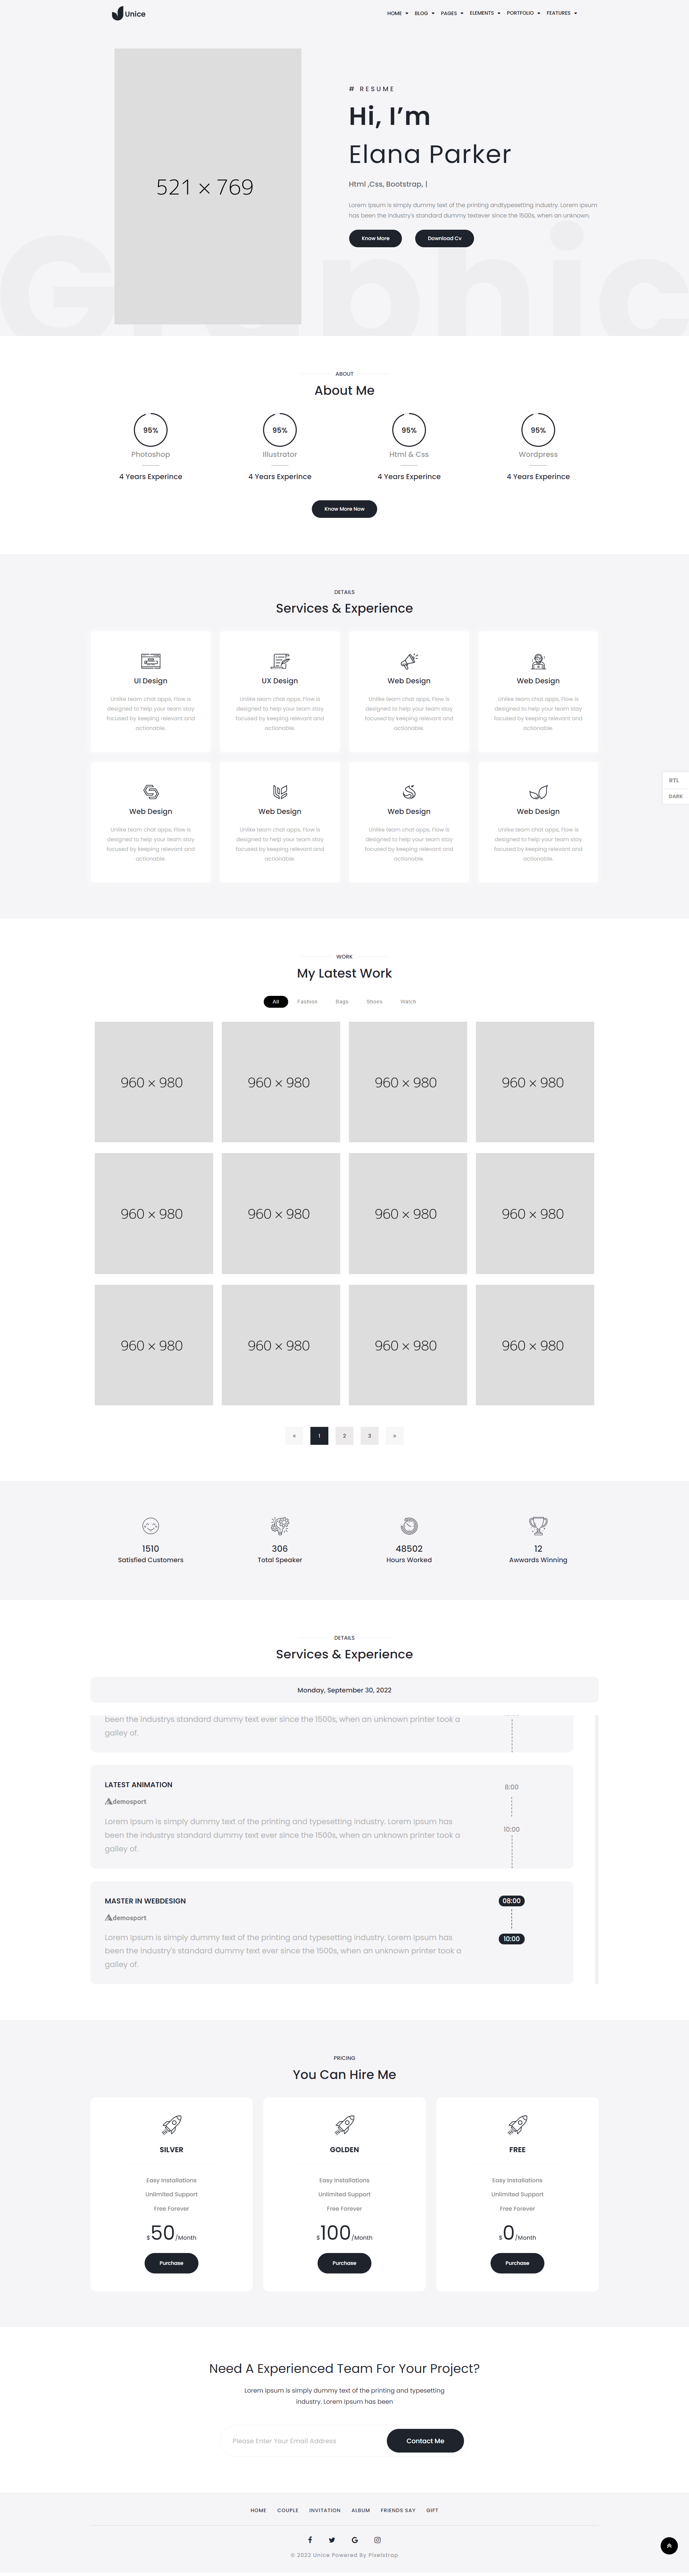 Unice
HOME BLOG PAGES ELEMENTS PORTFOLIO FEATURES
Graphic
521 × 769
# RESUME
Hi, I'm
Elana Parker
Html ,Css, Bootstrap, |
Lorem Ipsum is simply dummy text of the printing andtypesetting industry. Lorem Ipsum
has been the industry's standard dummy textever since the 1500s, when an unknown.
Know More Download Cv
ABOUT
About Me
95% 95% 95% 95%
Photoshop Illustrator Html & Css Wordpress
4 Years Experince 4 Years Experince 4 Years Experince 4 Years Experince
Know More Now
DETAILS
Services & Experience
UI Design UX Design Web Design Web Design
Unlike team chat apps, Flow is Unlike team chat apps, Flow is Unlike team chat apps, Flow is Unlike team chat apps, Flow is
designed to help your team stay designed to help your team stay designed to help your team stay designed to help your team stay
focused by keeping relevant and focused by keeping relevant and focused by keeping relevant and focused by keeping relevant and
actionable. actionable. actionable. actionable.
RTL
DARK
Web Design Web Design Web Design Web Design
Unlike team chat apps, Flow is Unlike team chat apps, Flow is Unlike team chat apps, Flow is Unlike team chat apps, Flow is
designed to help your team stay designed to help your team stay designed to help your team stay designed to help your team stay
focused by keeping relevant and focused by keeping relevant and focused by keeping relevant and focused by keeping relevant and
actionable. actionable. actionable. actionable.
WORK
My Latest Work
All Fashion Bags Shoes Watch
960 × 980 960 × 980 960 × 980 960 × 980
960 × 980 960 × 980 960 × 980 960 × 980
960 × 980 960 × 980 960 × 980 960 × 980
« 1 2 3 »
1510 306 48502 12
Satisfied Customers Total Speaker Hours Worked Awwards Winning
DETAILS
Services & Experience
Monday, September 30, 2022
been the industrys standard dummy text ever since the 1500s, when an unknown printer took a
galley of.
LATEST ANIMATION 8:00
demosport
Lorem Ipsum is simply dummy text of the printing and typesetting industry. Lorem Ipsum has
been the industrys standard dummy text ever since the 1500s, when an unknown printer took a 10:00
galley of.
MASTER IN WEBDESIGN 08:00
demosport
Lorem Ipsum is simply dummy text of the printing and typesetting industry. Lorem Ipsum has 10:00
been the industry's standard dummy text ever since the 1500s, when an unknown printer took a
galley of.
PRICING
You Can Hire Me
SILVER GOLDEN FREE
Easy Installations Easy Installations Easy Installations
Unlimited Support Unlimited Support Unlimited Support
Free Forever Free Forever Free Forever
$50/Month $100/Month $0/Month
Purchase Purchase Purchase
Need A Experienced Team For Your Project?
Lorem Ipsum is simply dummy text of the printing and typesetting
industry. Lorem Ipsum has been
Please Enter Your Email Address Contact Me
HOME COUPLE INVITATION ALBUM FRIENDS SAY GIFT
© 2022 Unice Powered By Pixelstrap